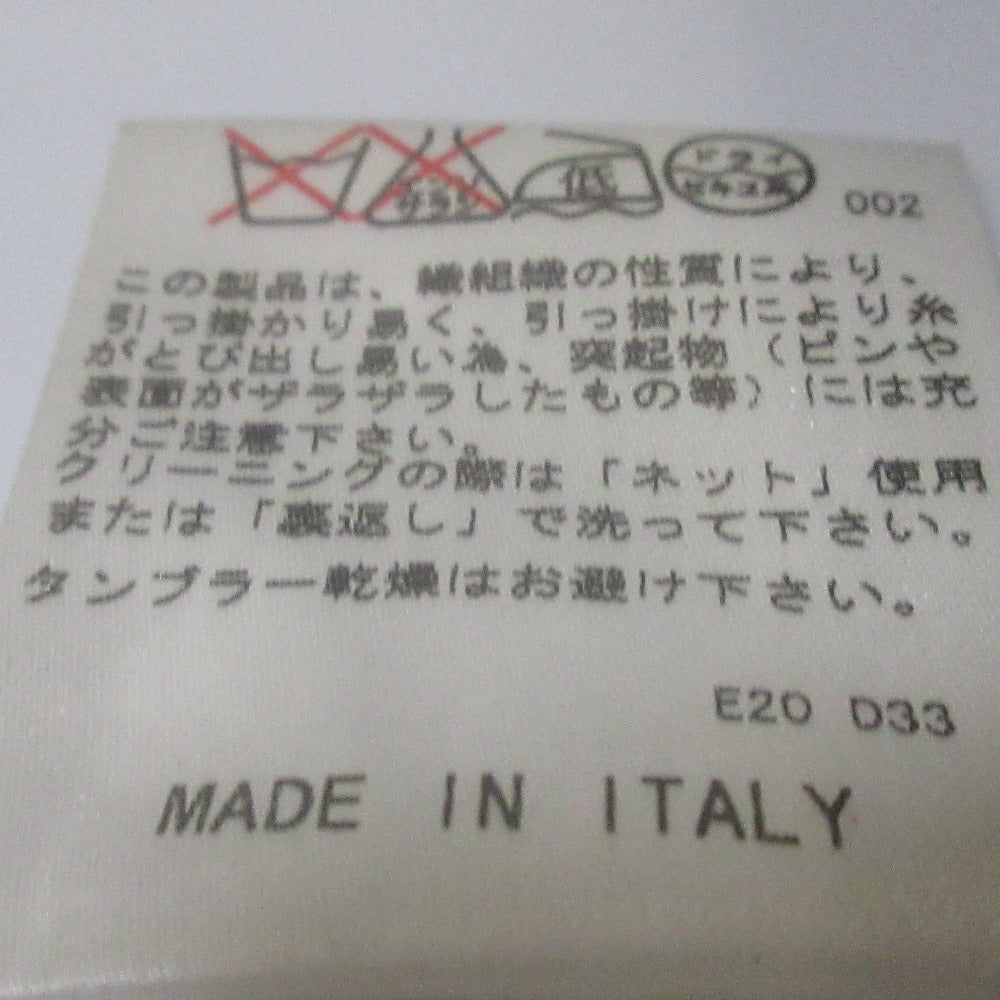 エンソ サラシ 低 ドライ セキユ系 002
この製品は、繊組織の性質により、
引っ掛かり易く、引っ掛けにより糸
がとび出し易い為、突起物（ピンや
表面がザラザラしたもの等）には充
分ご注意下さい。
クリーニングの際は「ネット」使用
または「裏返し」で洗って下さい。
タンブラー乾燥はお避け下さい。
E20 D33
MADE IN ITALY